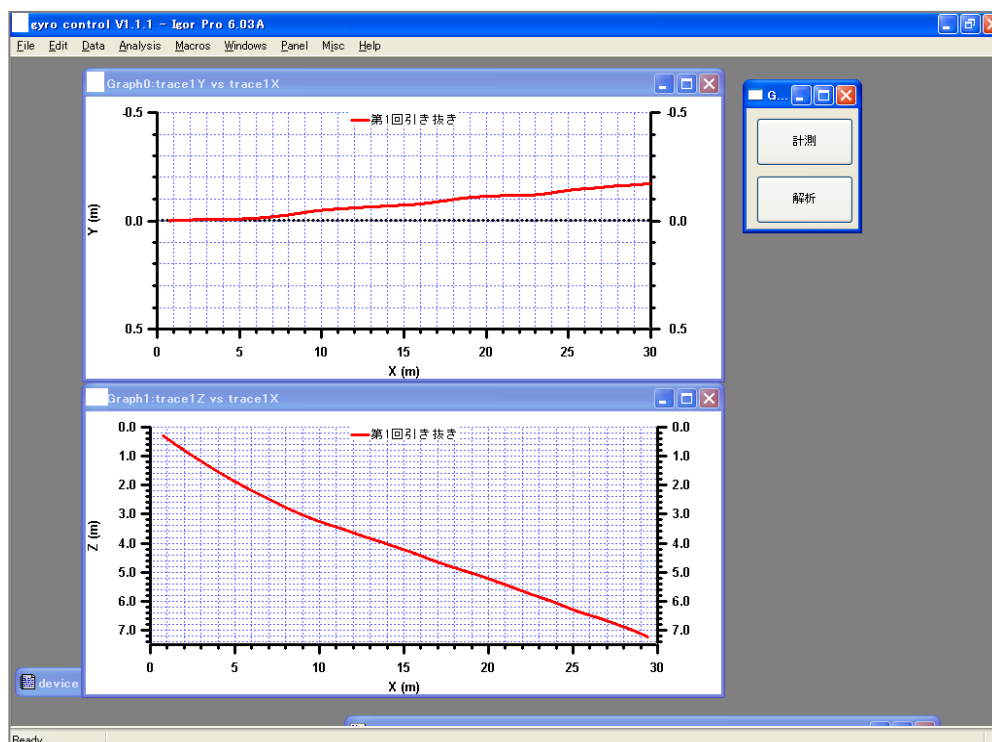 gyro control V1.1.1 - Igor Pro 6.03A
File Edit Data Analysis Macros Windows Panel Misc Help
Graph0:trace1Y vs trace1X
-0.5
0.0
0.5
Y (m)
第1回引き抜き
-0.5
0.0
0.5
0 5 10 15 20 25 30
X (m)
G...
計測
解析
Graph1:trace1Z vs trace1X
0.0
1.0
2.0
3.0
4.0
5.0
6.0
7.0
Z (m)
第1回引き抜き
0.0
1.0
2.0
3.0
4.0
5.0
6.0
7.0
0 5 10 15 20 25 30
X (m)
device
Ready